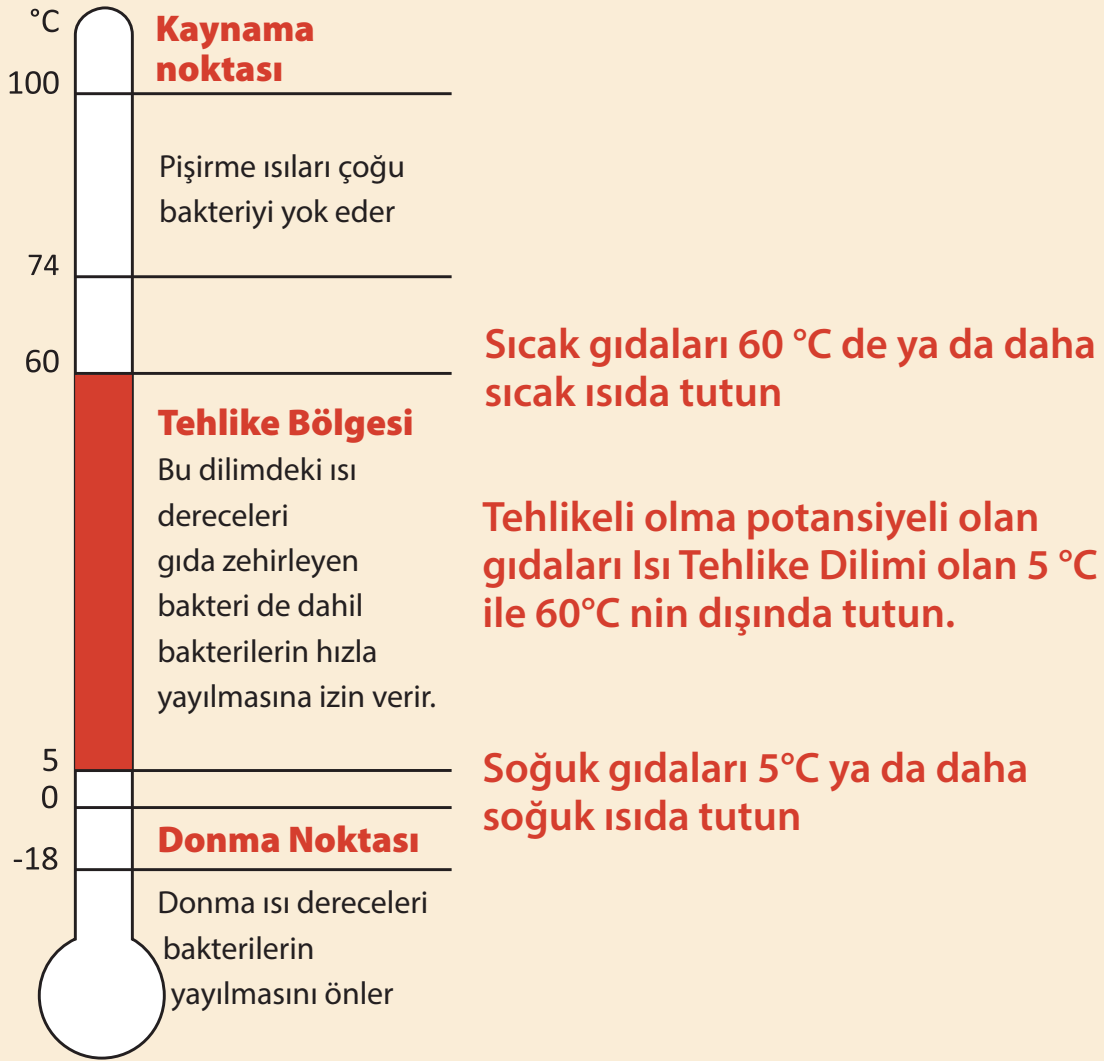 °C
Kaynama
noktası
100
Pişirme ısıları çoğu
bakteriyi yok eder
74
60
Sıcak gıdaları 60 °C de ya da daha
sıcak ısıda tutun
Tehlike Bölgesi
Bu dilimdeki ısı
dereceleri
gıda zehirleyen
bakteri de dahil
bakterilerin hızla
yayılmasına izin verir.
Tehlikeli olma potansiyeli olan
gıdaları Isı Tehlike Dilimi olan 5 °C
ile 60°C nin dışında tutun.
5
0
Soğuk gıdaları 5°C ya da daha
soğuk ısıda tutun
Donma Noktası
-18
Donma ısı dereceleri
bakterilerin
yayılmasını önler